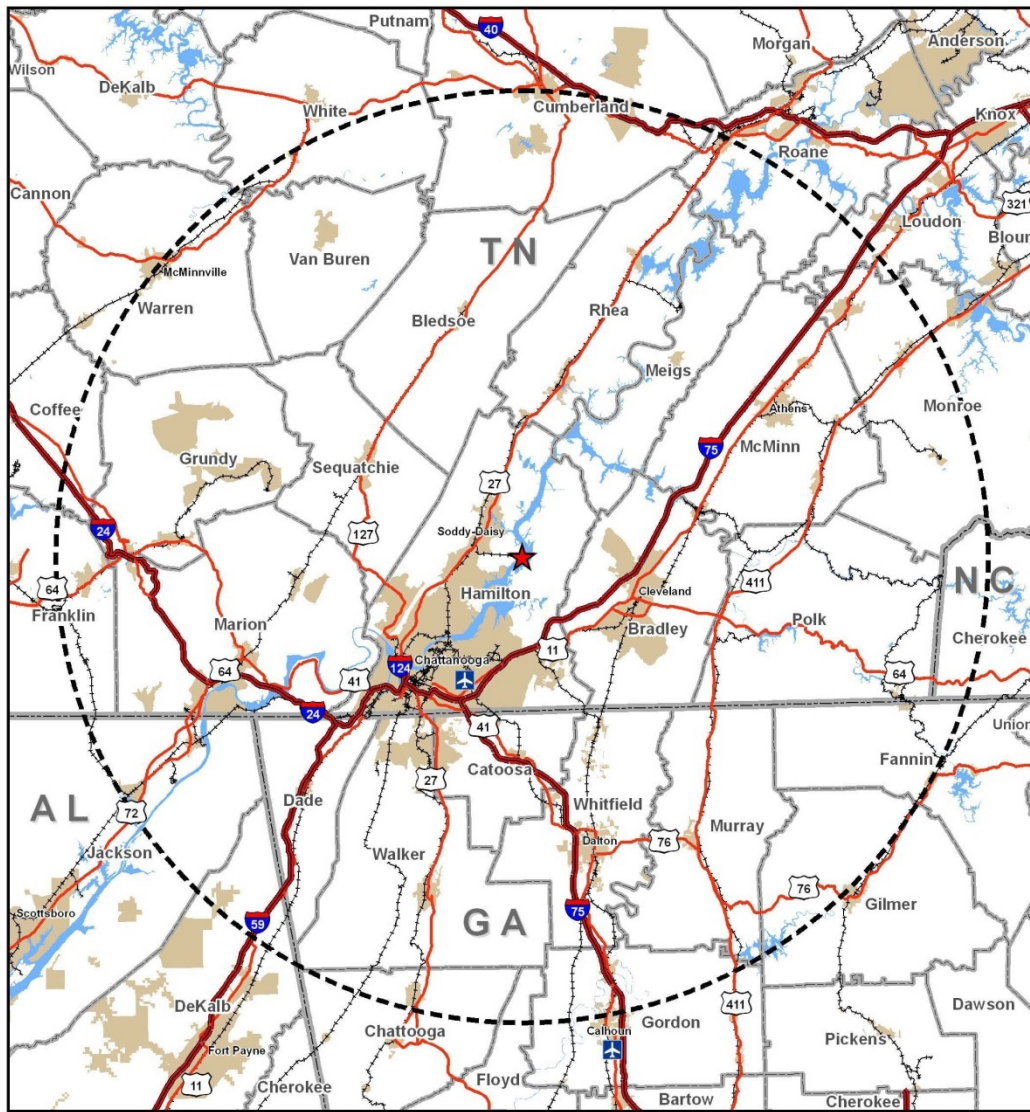 Putnam
40
Morgan
Anderson
Wilson
DeKalb
White
Cumberland
Knox
Roane
Cannon
321
Loudon
TN
Van Buren
McMinnville
Warren
Bledsoe
Rhea
Meigs
Coffee
Athens
Monroe
75
McMinn
Grundy
Sequatchie
27
24
127
Soddy-Daisy
64
411
Hamilton
Cleveland
NC
Franklin
Marion
Bradley
Polk
Cherokee
11
Chattanooga
64
41
124
64
24
41
Union
Catoosa
Fannin
27
Dade
Whitfield
AL
72
Murray
Dalton
76
Jackson
Walker
76
Gilmer
Scottsboro
GA
75
59
DeKalb
411
Dawson
Gordon
Chattooga
Calhoun
Pickens
Fort Payne
11
Cherokee
Floyd
Bartow
Cherokee